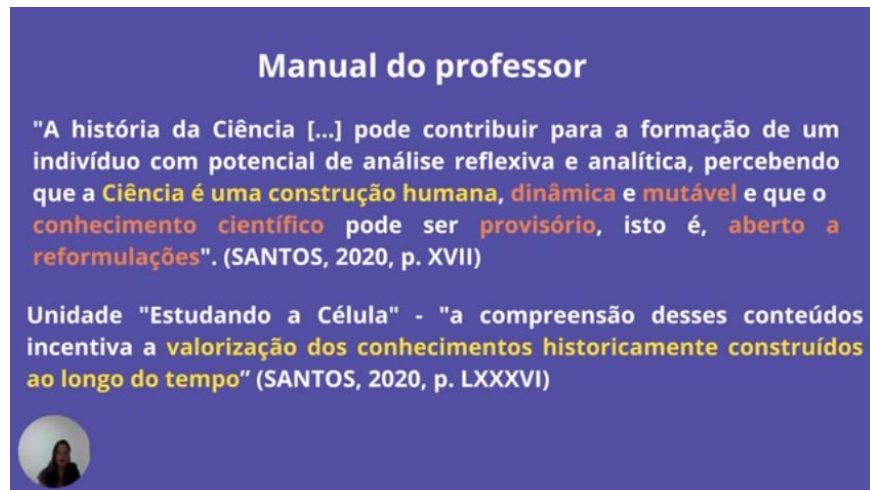 Manual do professor
"A história da Ciência [...] pode contribuir para a formação de um
indivíduo com potencial de análise reflexiva e analítica, percebendo
que a Ciência é uma construção humana, dinâmica e mutável e que o
conhecimento científico pode ser provisório, isto é, aberto a
reformulações". (SANTOS, 2020, p. XVII)
Unidade "Estudando a Célula" - "a compreensão desses conteúdos
incentiva a valorização dos conhecimentos historicamente construídos
ao longo do tempo” (SANTOS, 2020, p. LXXXVI)